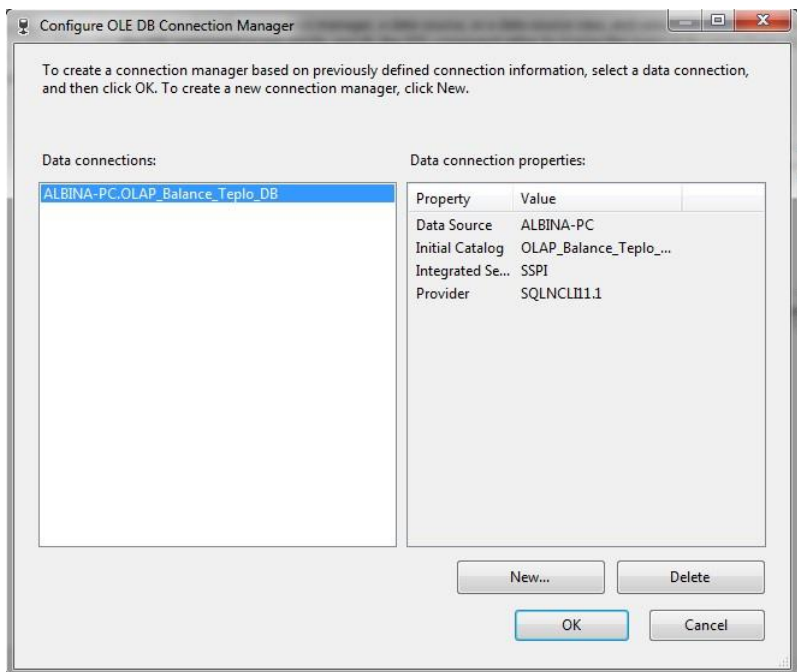 Configure OLE DB Connection Manager
To create a connection manager based on previously defined connection information, select a data connection,
and then click OK. To create a new connection manager, click New.
Data connections:
ALBINA-PC.OLAP_Balance_Teplo_DB
Data connection properties:
Property Value
Data Source ALBINA-PC
Initial Catalog OLAP_Balance_Teplo_...
Integrated Se... SSPI
Provider SQLNCLI11.1
New... Delete
OK Cancel